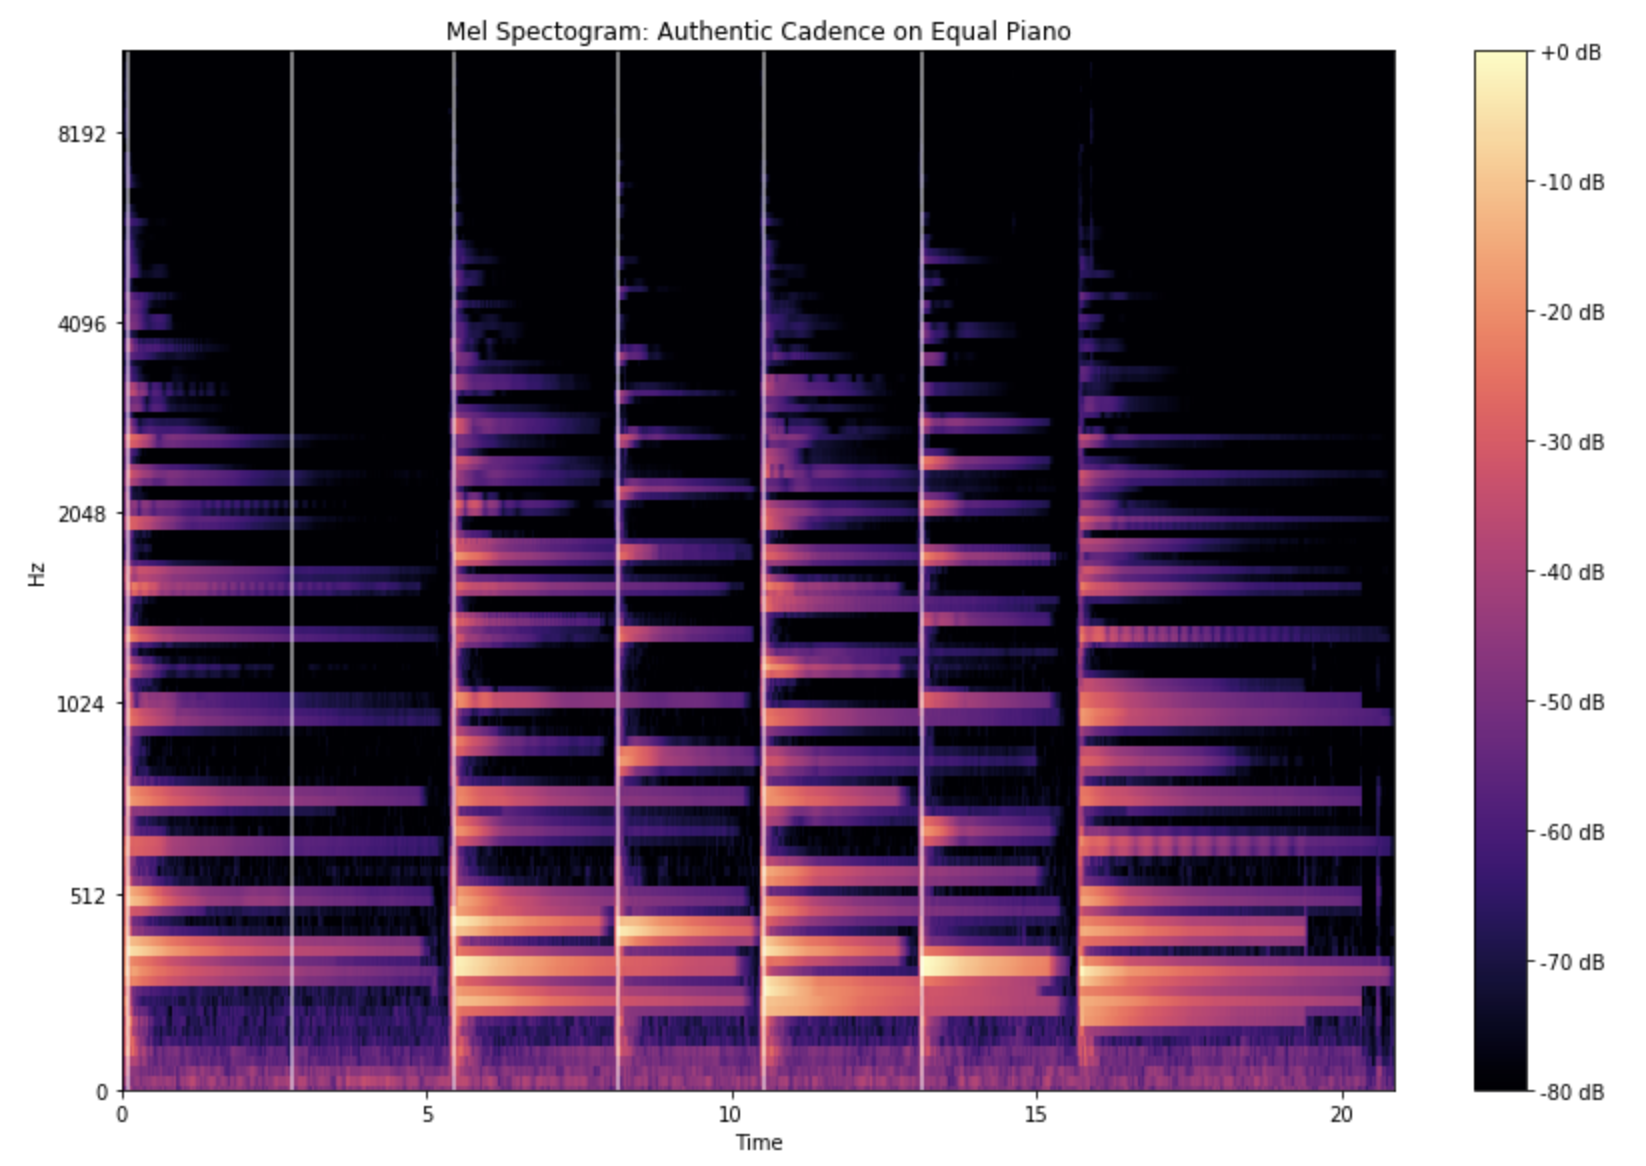 Mel Spectogram: Authentic Cadence on Equal Piano
Hz
8192
4096
2048
1024
512
0
0 5 10 15 20
Time
+0 dB
-10 dB
-20 dB
-30 dB
-40 dB
-50 dB
-60 dB
-70 dB
-80 dB